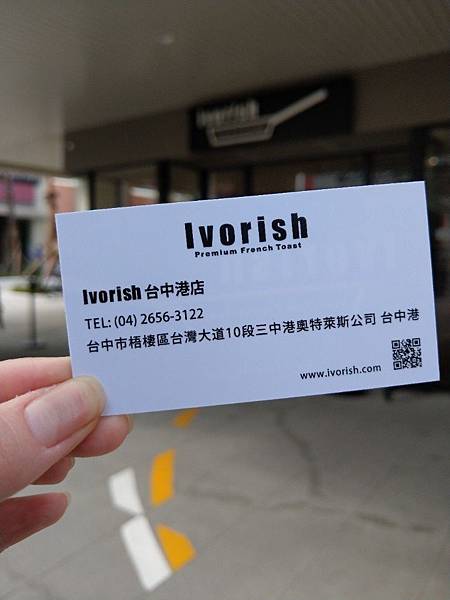 Ivorish
Ivorish
Premium French Toast
Ivorish 台中港店
TEL: (04) 2656-3122
台中市梧棲區台灣大道10段三中港奧特萊斯公司 台中港
www.ivorish.com